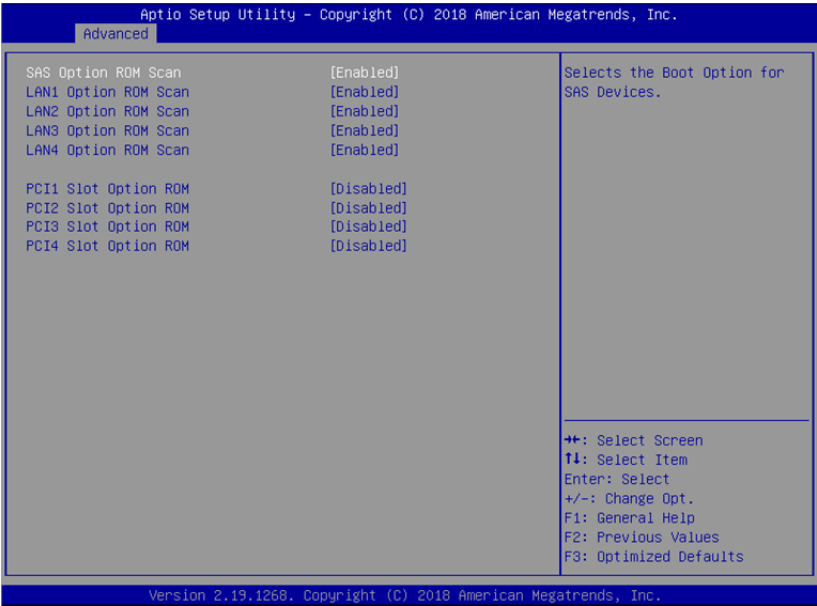 Aptio Setup Utility – Copyright (C) 2018 American Megatrends, Inc.
Advanced
SAS Option ROM Scan [Enabled]
LAN1 Option ROM Scan [Enabled]
LAN2 Option ROM Scan [Enabled]
LAN3 Option ROM Scan [Enabled]
LAN4 Option ROM Scan [Enabled]
PCI1 Slot Option ROM [Disabled]
PCI2 Slot Option ROM [Disabled]
PCI3 Slot Option ROM [Disabled]
PCI4 Slot Option ROM [Disabled]
Selects the Boot Option for
SAS Devices.
→←: Select Screen
↑↓: Select Item
Enter: Select
+/-: Change Opt.
F1: General Help
F2: Previous Values
F3: Optimized Defaults
Version 2.19.1268. Copyright (C) 2018 American Megatrends, Inc.